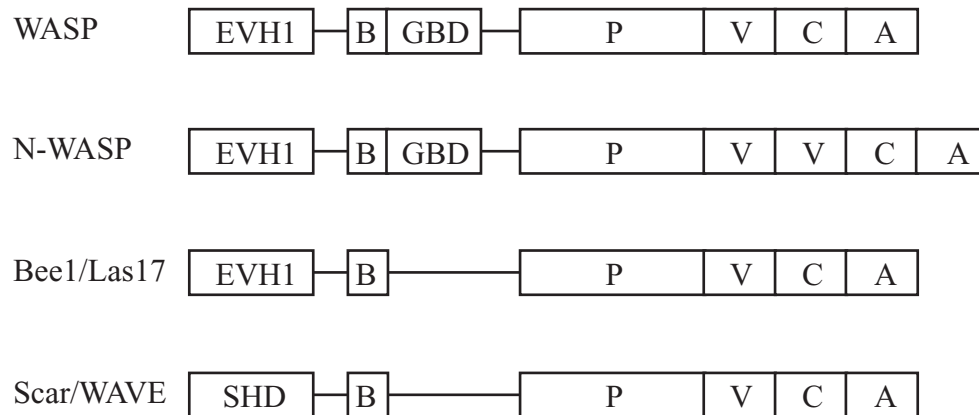 WASP EVH1 B GBD P V C A
N-WASP EVH1 B GBD P V V C A
Bee1/Las17 EVH1 B P V C A
Scar/WAVE SHD B P V C A